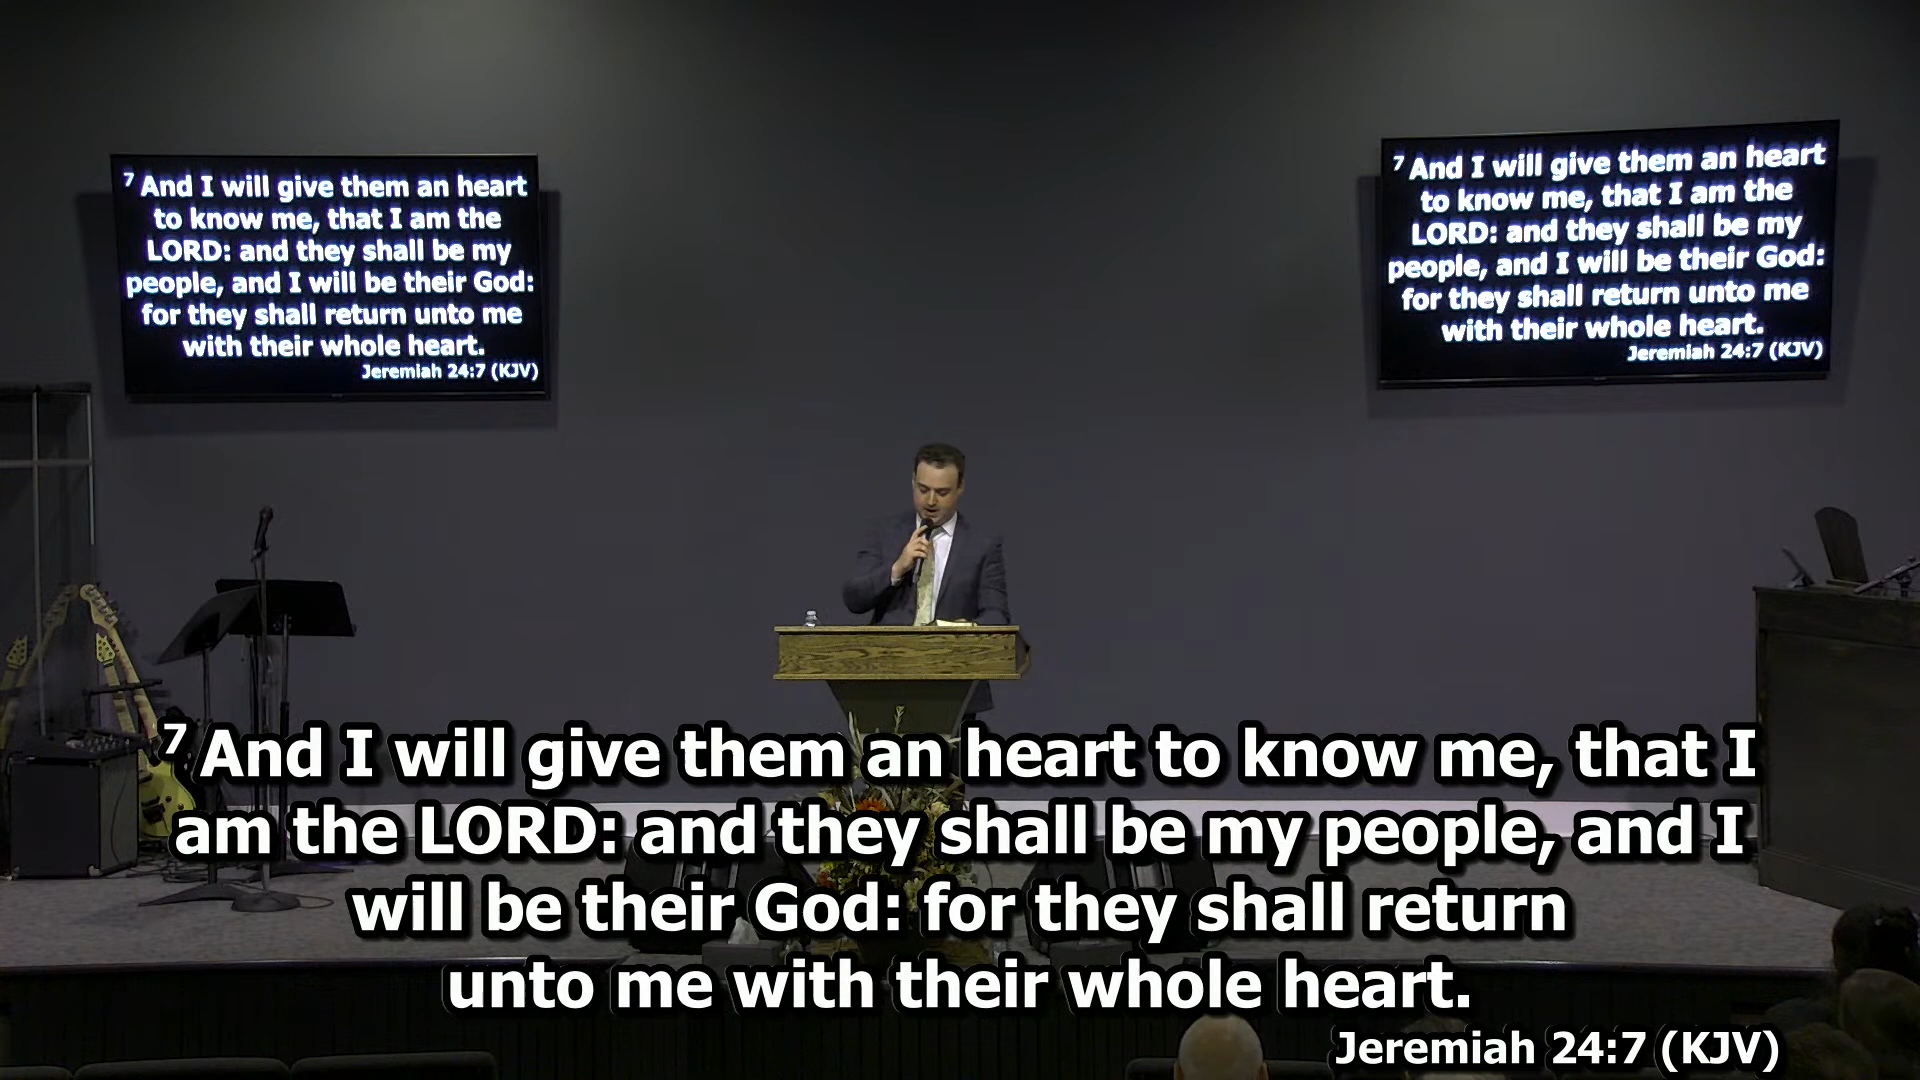 7 And I will give them an heart
to know me, that I am the
LORD: and they shall be my
people, and I will be their God:
for they shall return unto me
with their whole heart.
Jeremiah 24:7 (KJV)
7 And I will give them an heart
to know me, that I am the
LORD: and they shall be my
people, and I will be their God:
for they shall return unto me
with their whole heart.
Jeremiah 24:7 (KJV)
7 And I will give them an heart to know me, that I
am the LORD: and they shall be my people, and I
will be their God: for they shall return
unto me with their whole heart.
Jeremiah 24:7 (KJV)